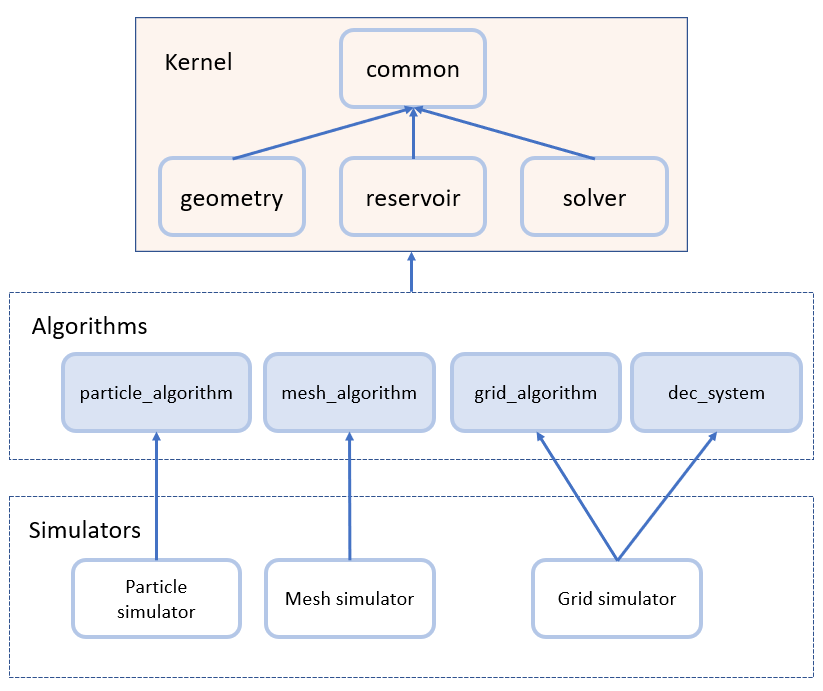 Kernel
common
geometry
reservoir
solver
Algorithms
particle_algorithm
mesh_algorithm
grid_algorithm
dec_system
Simulators
Particle
simulator
Mesh simulator
Grid simulator